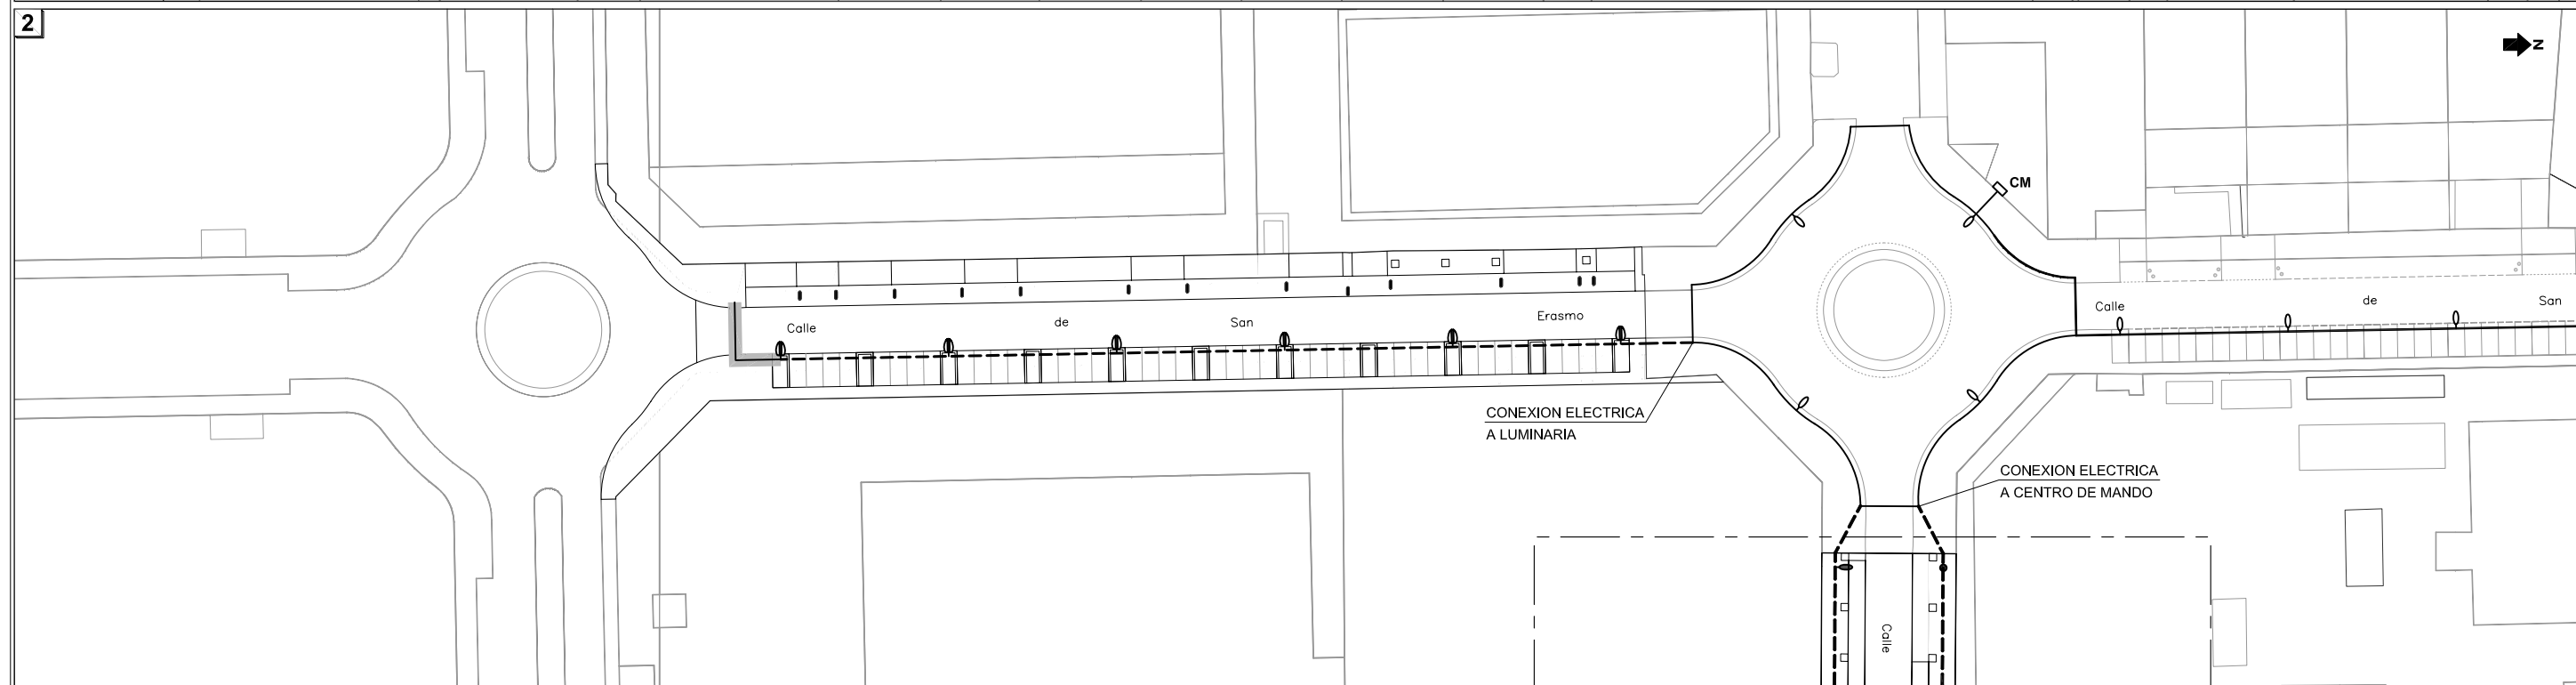 2
N
CM
Calle de San Erasmo
Calle de San
CONEXION ELECTRICA
A LUMINARIA
CONEXION ELECTRICA
A CENTRO DE MANDO
Calle